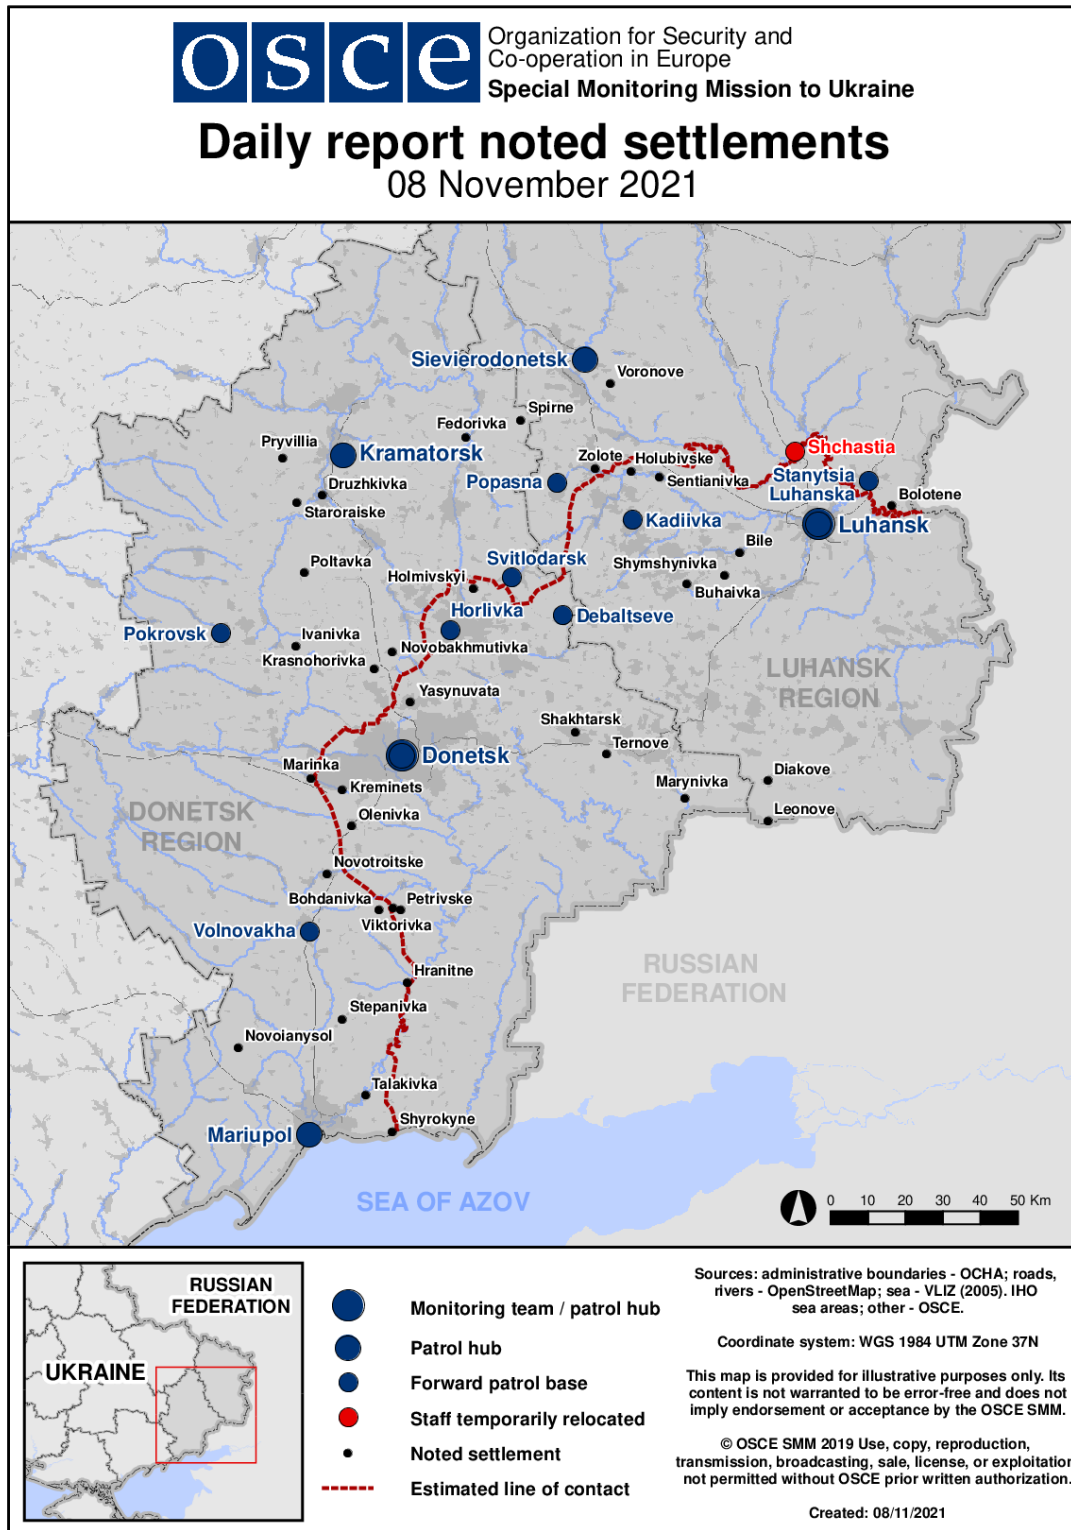 osce
Organization for Security and
Co-operation in Europe
Special Monitoring Mission to Ukraine
Daily report noted settlements
08 November 2021
Sievierodonetsk
Voronove
Spirne
Fedorivka
Pryvillia
Kramatorsk
Shchastia
Zolote
Holubivske
Popasna
Sentianivka
Stanytsia
Luhanska
Druzhkivka
Staroraiske
Bolotene
Kadiivka
Luhansk
Bile
Svitlodarsk
Poltavka
Shymshynivka
Holmivskyi
Buhaivka
Horlivka
Debaltseve
Pokrovsk
Ivanivka
Novobakhmutivka
Krasnohorivka
LUHANSK
REGION
Yasynuvata
Shakhtarsk
Ternove
Donetsk
Marinka
Diakove
Marynivka
Kreminets
DONETSK
REGION
Olenivka
Leonove
Novotroitske
Bohdanivka
Petrivske
Viktorivka
Volnovakha
RUSSIAN
FEDERATION
Hranitne
Stepanivka
Novoianysol
Talakivka
Shyrokyne
Mariupol
SEA OF AZOV
0 10 20 30 40 50 Km
RUSSIAN
FEDERATION
UKRAINE
Monitoring team / patrol hub
Patrol hub
Forward patrol base
Staff temporarily relocated
Noted settlement
Estimated line of contact
Sources: administrative boundaries - OCHA; roads,
rivers - OpenStreetMap; sea - VLIZ (2005). IHO
sea areas; other - OSCE.
Coordinate system: WGS 1984 UTM Zone 37N
This map is provided for illustrative purposes only. Its
content is not warranted to be error-free and does not
imply endorsement or acceptance by the OSCE SMM.
© OSCE SMM 2019 Use, copy, reproduction,
transmission, broadcasting, sale, license, or exploitation
not permitted without OSCE prior written authorization.
Created: 08/11/2021